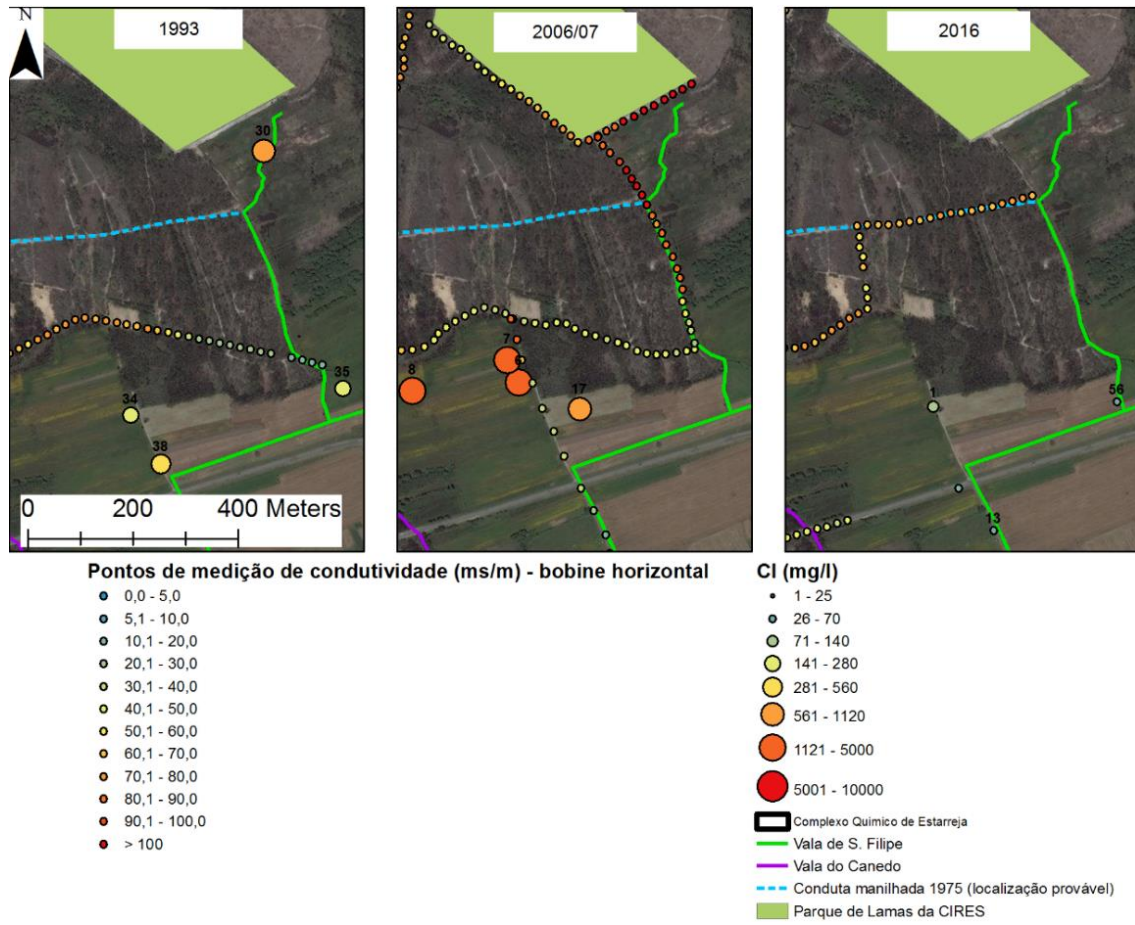 N
1993
2006/07
2016
30
35
34
38
0 200 400 Meters
7
8
17
1
56
13
Pontos de medição de condutividade (ms/m) - bobine horizontal
0,0 - 5,0
5,1 - 10,0
10,1 - 20,0
20,1 - 30,0
30,1 - 40,0
40,1 - 50,0
50,1 - 60,0
60,1 - 70,0
70,1 - 80,0
80,1 - 90,0
90,1 - 100,0
> 100
Cl (mg/l)
1 - 25
26 - 70
71 - 140
141 - 280
281 - 560
561 - 1120
1121 - 5000
5001 - 10000
Complexo Quimico de Estarreja
Vala de S. Filipe
Vala do Canedo
Conduta manilhada 1975 (localização provável)
Parque de Lamas da CIRES